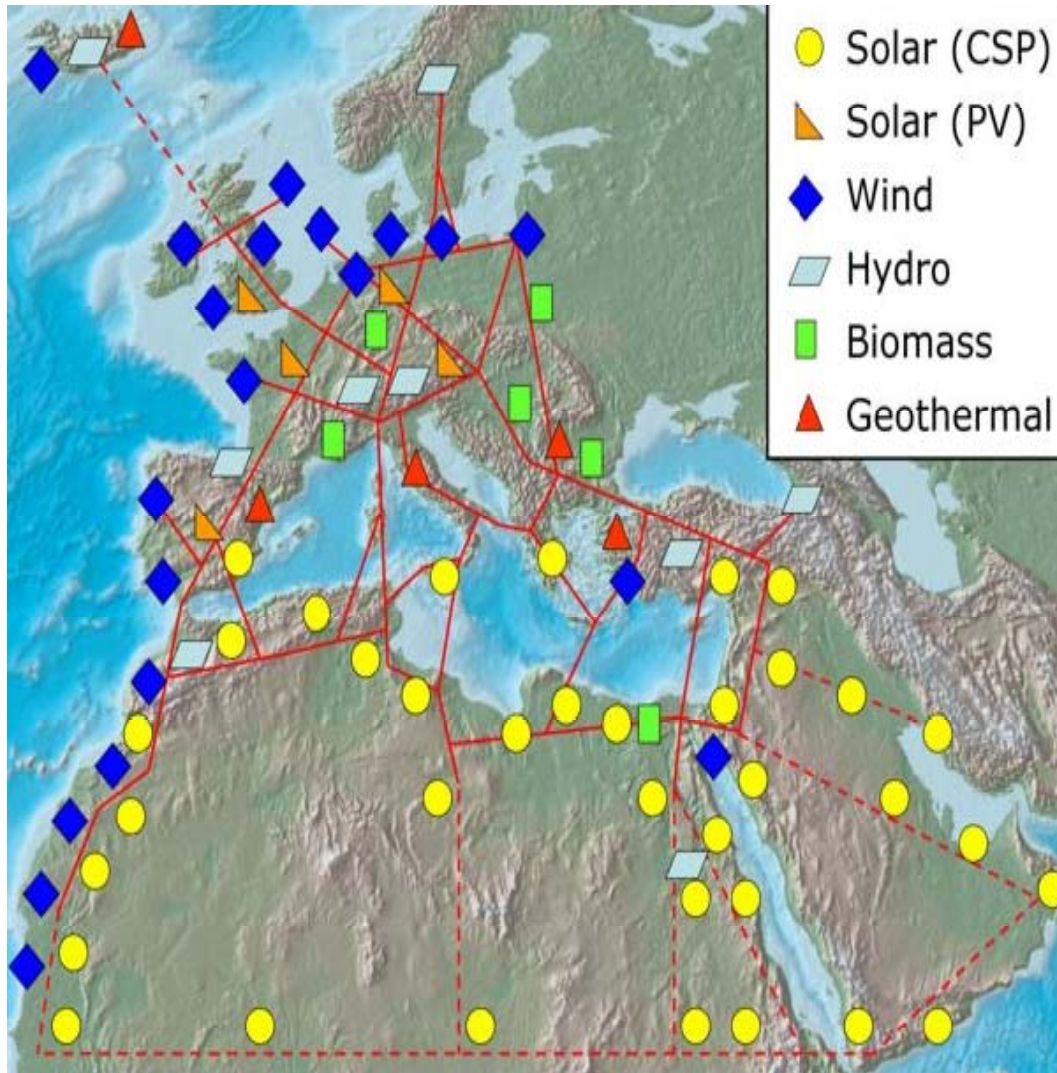 Solar (CSP)
Solar (PV)
Wind
Hydro
Biomass
Geothermal